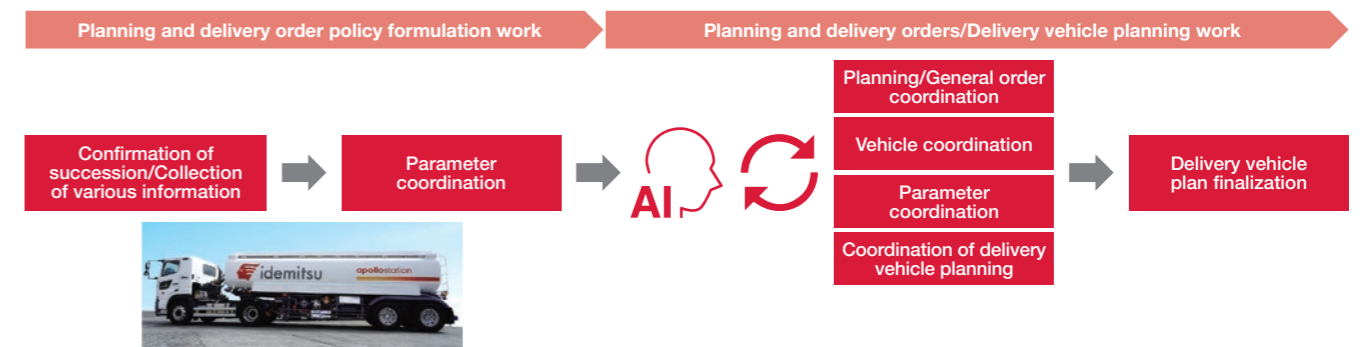 Planning and delivery order policy formulation work
Planning and delivery orders/Delivery vehicle planning work
Confirmation of
succession/Collection
of various information
Parameter
coordination
AI
Planning/General order
coordination
Vehicle coordination
Parameter
coordination
Coordination of delivery
vehicle planning
Delivery vehicle
plan finalization
idemitsu
apollostation